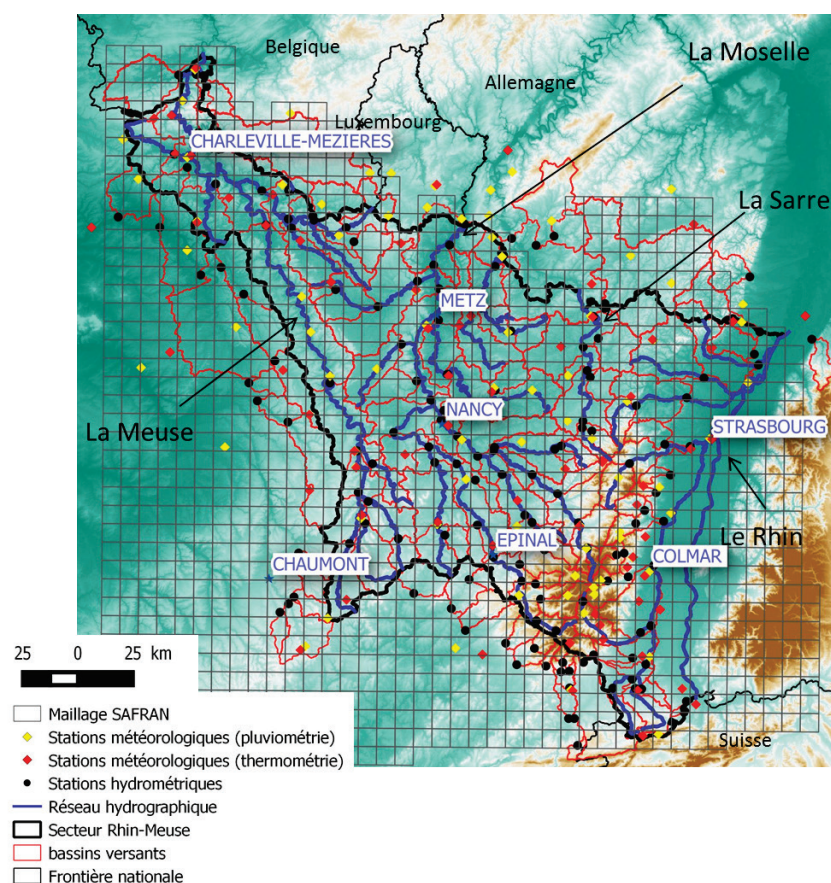 Belgique
La Moselle
Allemagne
Luxembourg
CHARLEVILLE-MEZIERES
La Sarre
METZ
NANCY
La Meuse
STRASBOURG
Le Rhin
EPINAL
COLMAR
CHAUMONT
25 0 25 km
Suisse
Maillage SAFRAN
Stations météorologiques (pluviométrie)
Stations météorologiques (thermométrie)
Stations hydrométriques
Réseau hydrographique
Secteur Rhin-Meuse
bassins versants
Frontière nationale